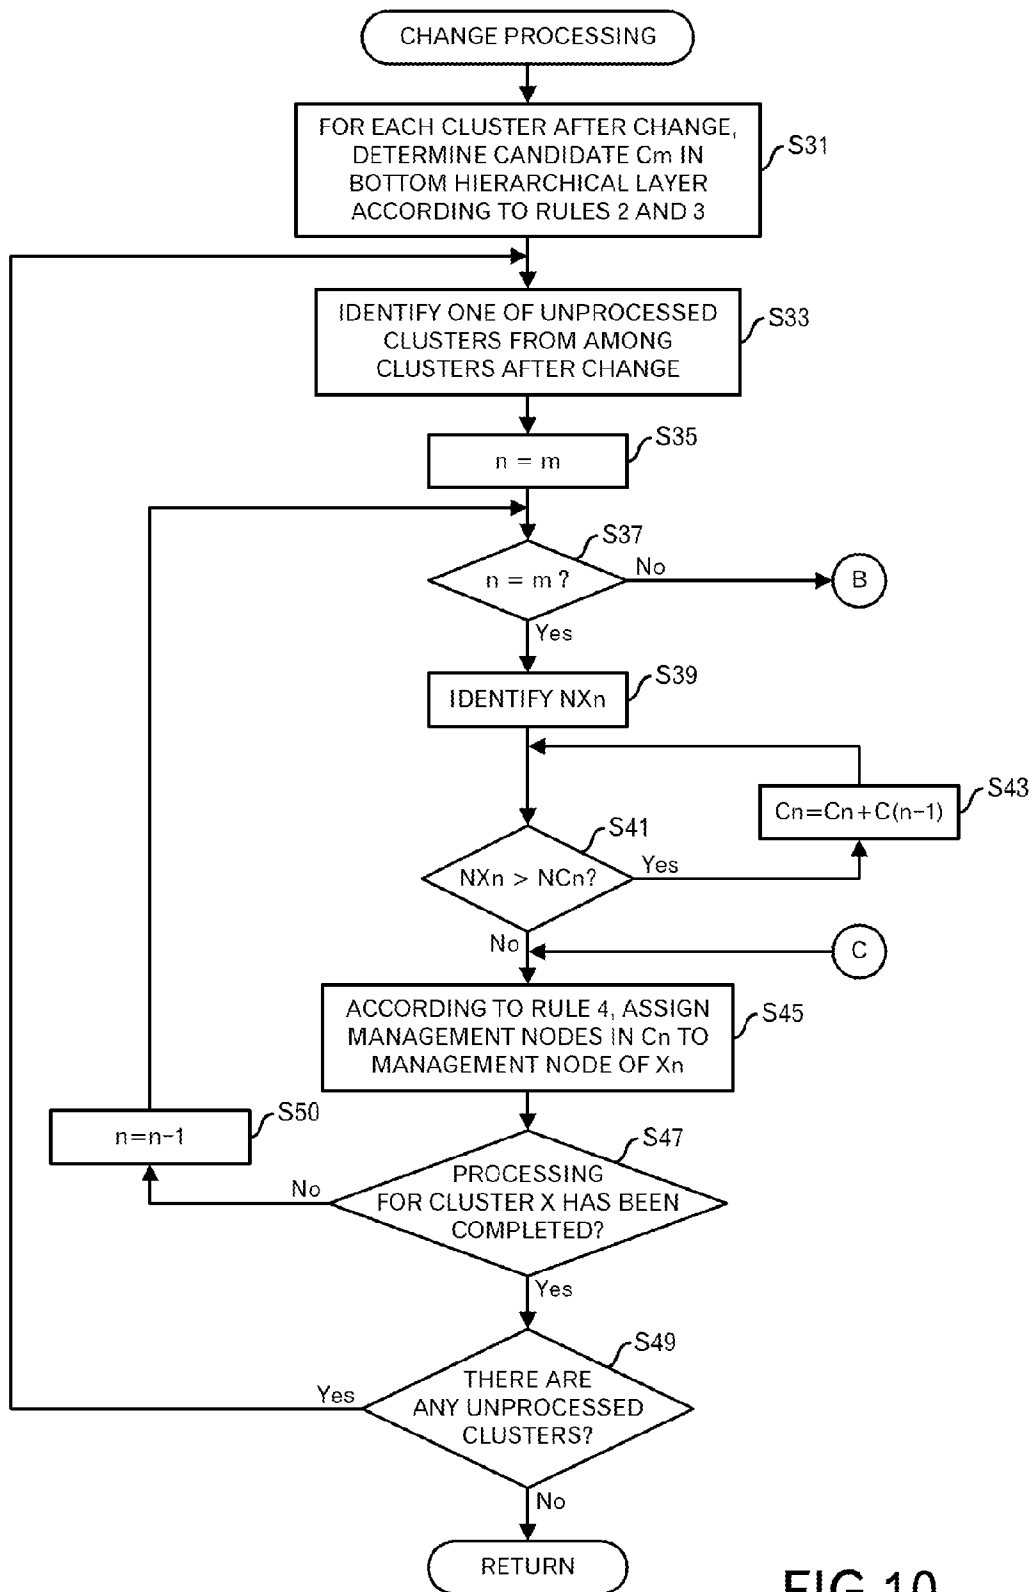 CHANGE PROCESSING
FOR EACH CLUSTER AFTER CHANGE,
DETERMINE CANDIDATE Cm IN
BOTTOM HIERARCHICAL LAYER
ACCORDING TO RULES 2 AND 3
S31
IDENTIFY ONE OF UNPROCESSED
CLUSTERS FROM AMONG
CLUSTERS AFTER CHANGE
S33
n = m
S35
n = m ?
S37
No
B
Yes
IDENTIFY NXn
S39
Cn=Cn+C(n-1)
S43
NXn > NCn?
S41
Yes
No
C
ACCORDING TO RULE 4, ASSIGN
MANAGEMENT NODES IN Cn TO
MANAGEMENT NODE OF Xn
S45
n=n-1
S50
PROCESSING
FOR CLUSTER X HAS BEEN
COMPLETED?
S47
No
Yes
THERE ARE
ANY UNPROCESSED
CLUSTERS?
S49
Yes
No
RETURN
FIG.10